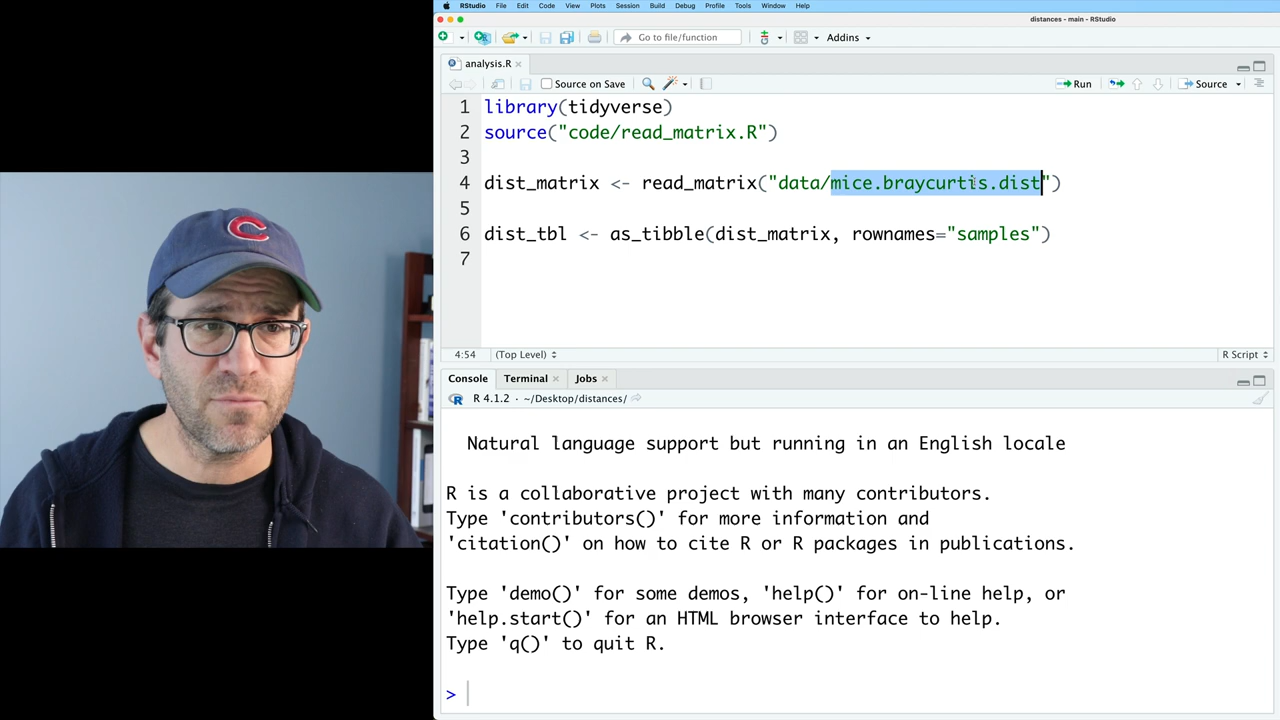 RStudio File Edit Code View Plots Session Build Debug Profile Tools Window Help
distances - main - RStudio
Go to file/function Addins
analysis.R
Source on Save Run Source
1 library(tidyverse)
2 source("code/read_matrix.R")
3
4 dist_matrix <- read_matrix("data/mice.braycurtis.dist")
5
6 dist_tbl <- as_tibble(dist_matrix, rownames="samples")
7
4:54 (Top Level) R Script
Console Terminal Jobs
R 4.1.2 · ~/Desktop/distances/
Natural language support but running in an English locale
R is a collaborative project with many contributors.
Type 'contributors()' for more information and
'citation()' on how to cite R or R packages in publications.
Type 'demo()' for some demos, 'help()' for on-line help, or
'help.start()' for an HTML browser interface to help.
Type 'q()' to quit R.
>
C